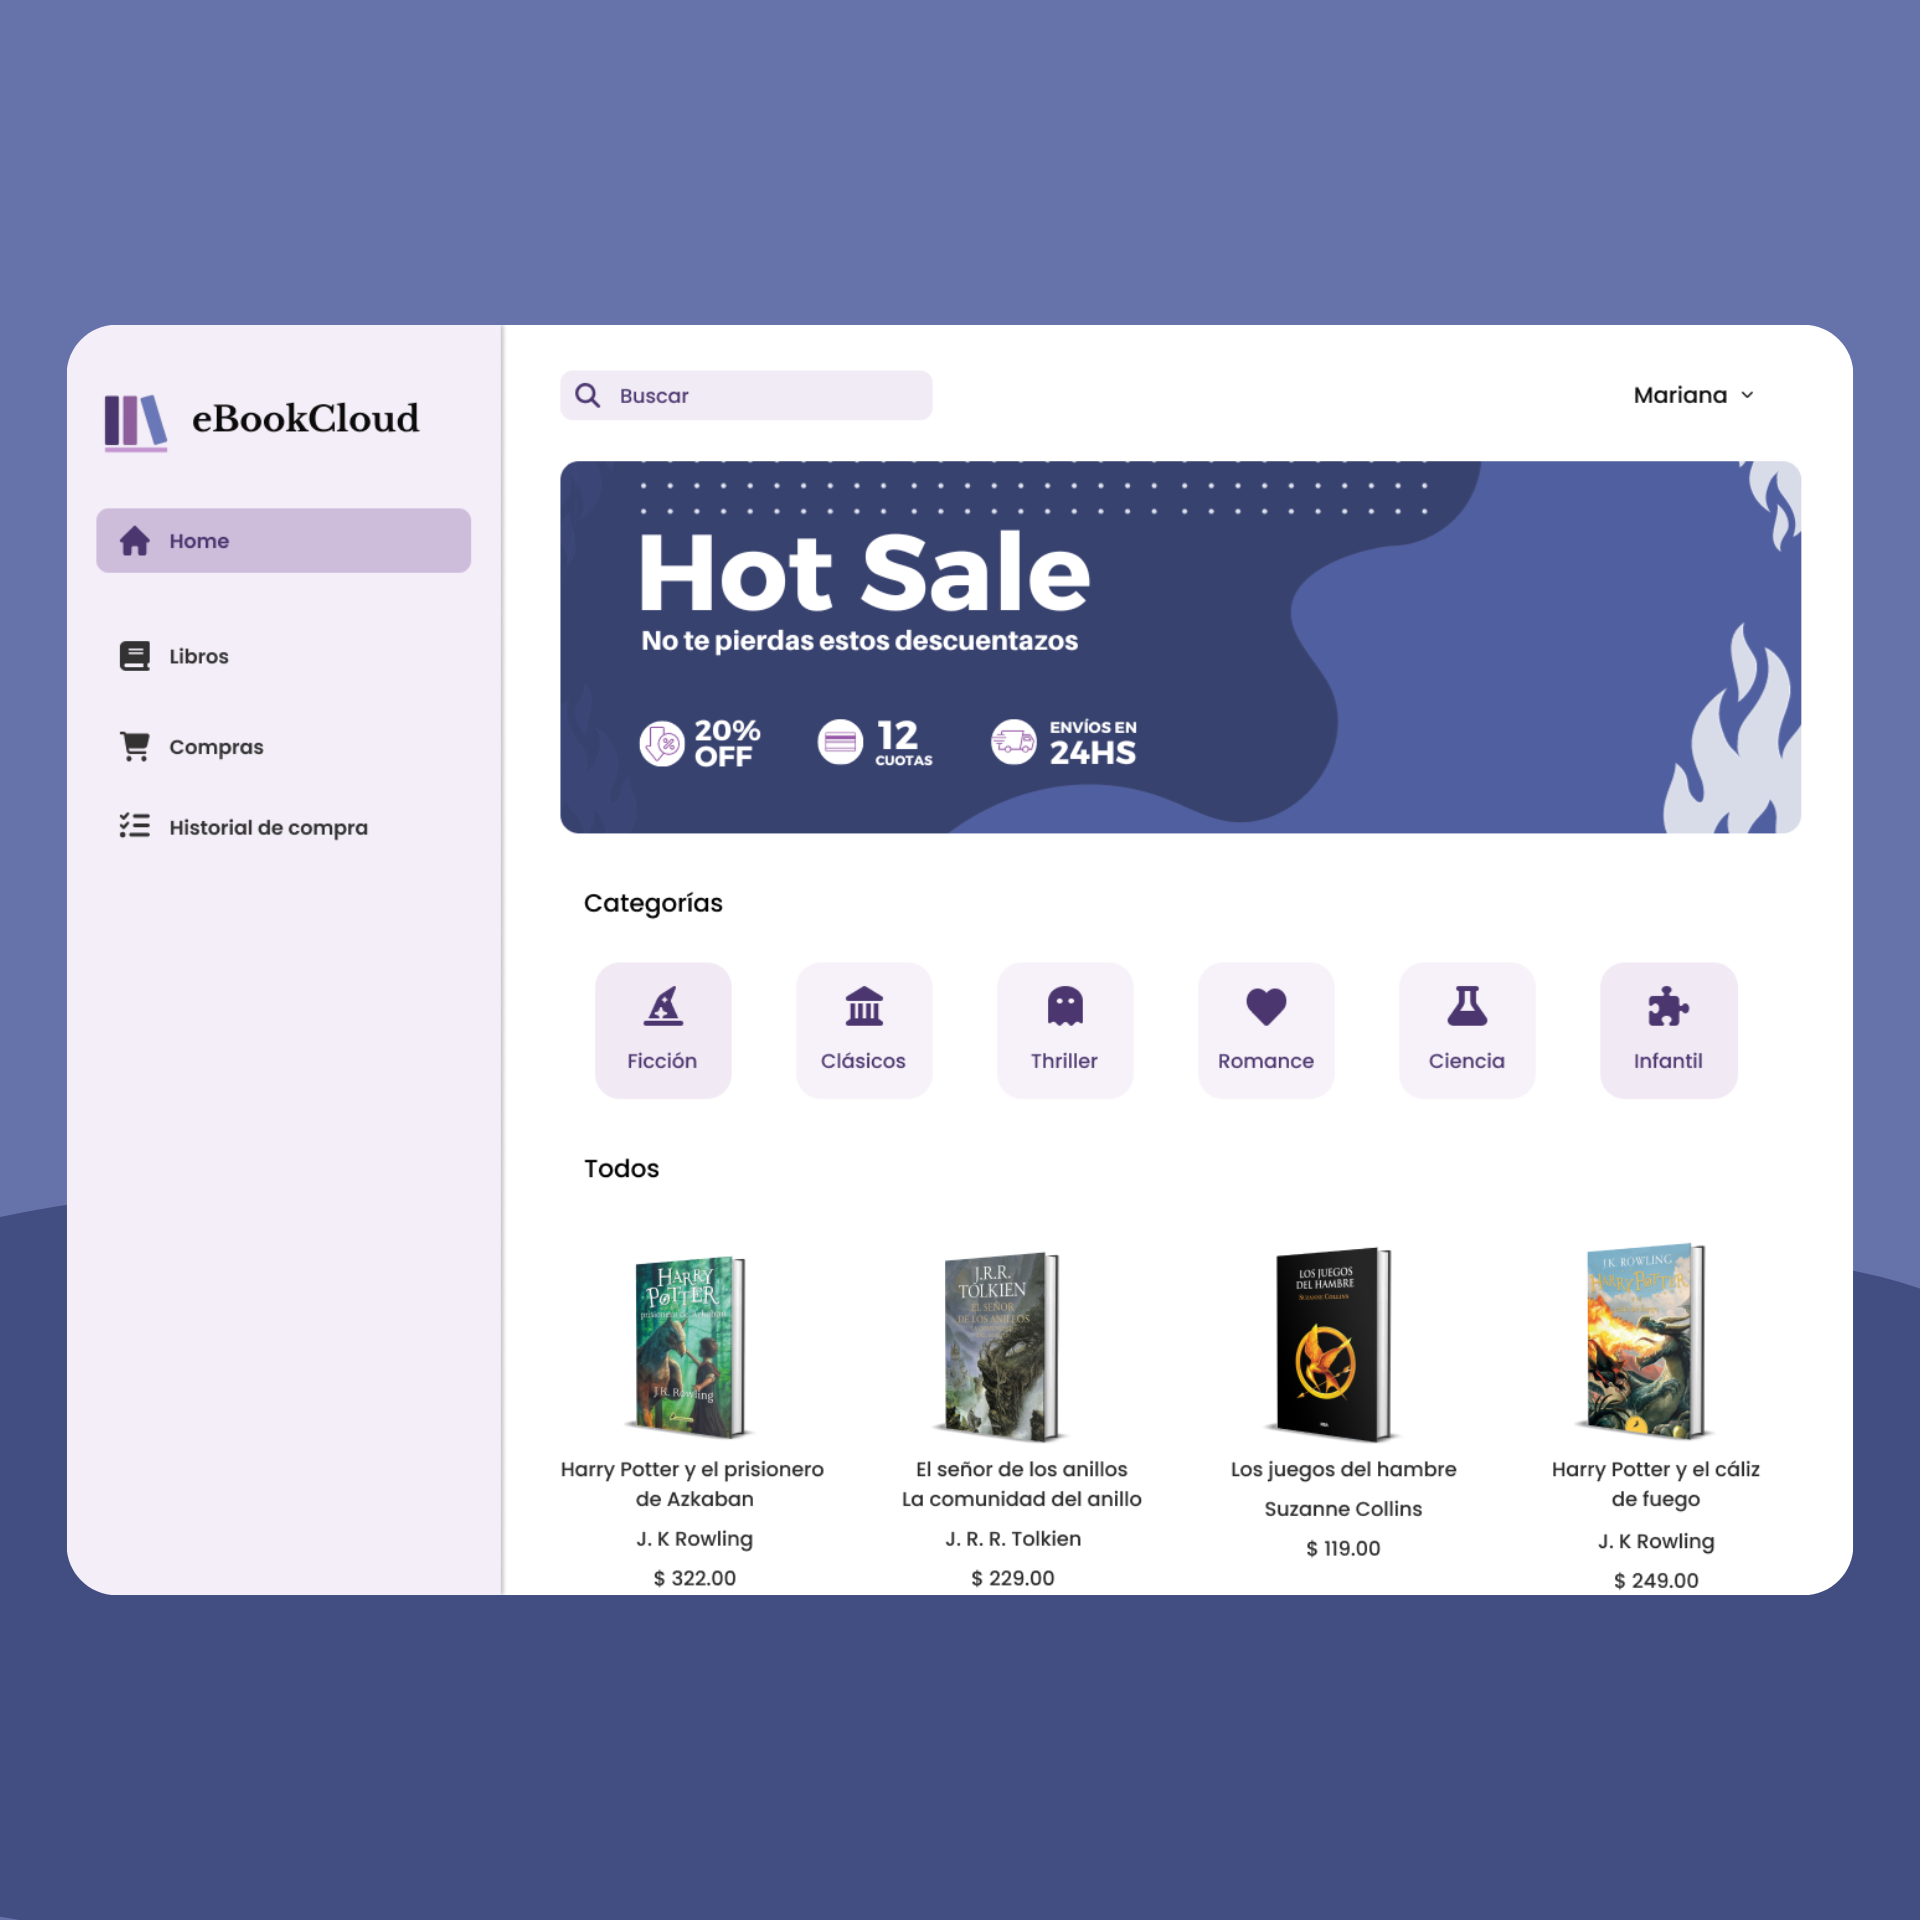 eBookCloud
Home
Libros
Compras
Historial de compra
Buscar
Mariana
Hot Sale
No te pierdas estos descuentazos
20%
OFF
12
CUOTAS
ENVÍOS EN
24HS
Categorías
Ficción
Clásicos
Thriller
Romance
Ciencia
Infantil
Todos
HARRY
POTTER
J.K. Rowling
Harry Potter y el prisionero
de Azkaban
J. K Rowling
$ 322.00
J.R.R.
TOLKIEN
EL SEÑOR
DE LOS ANILLOS
El señor de los anillos
La comunidad del anillo
J. R. R. Tolkien
$ 229.00
LOS JUEGOS
DEL HAMBRE
SUZANNE COLLINS
Los juegos del hambre
Suzanne Collins
$ 119.00
J.K. ROWLING
HARRY POTTER
Harry Potter y el cáliz
de fuego
J. K Rowling
$ 249.00